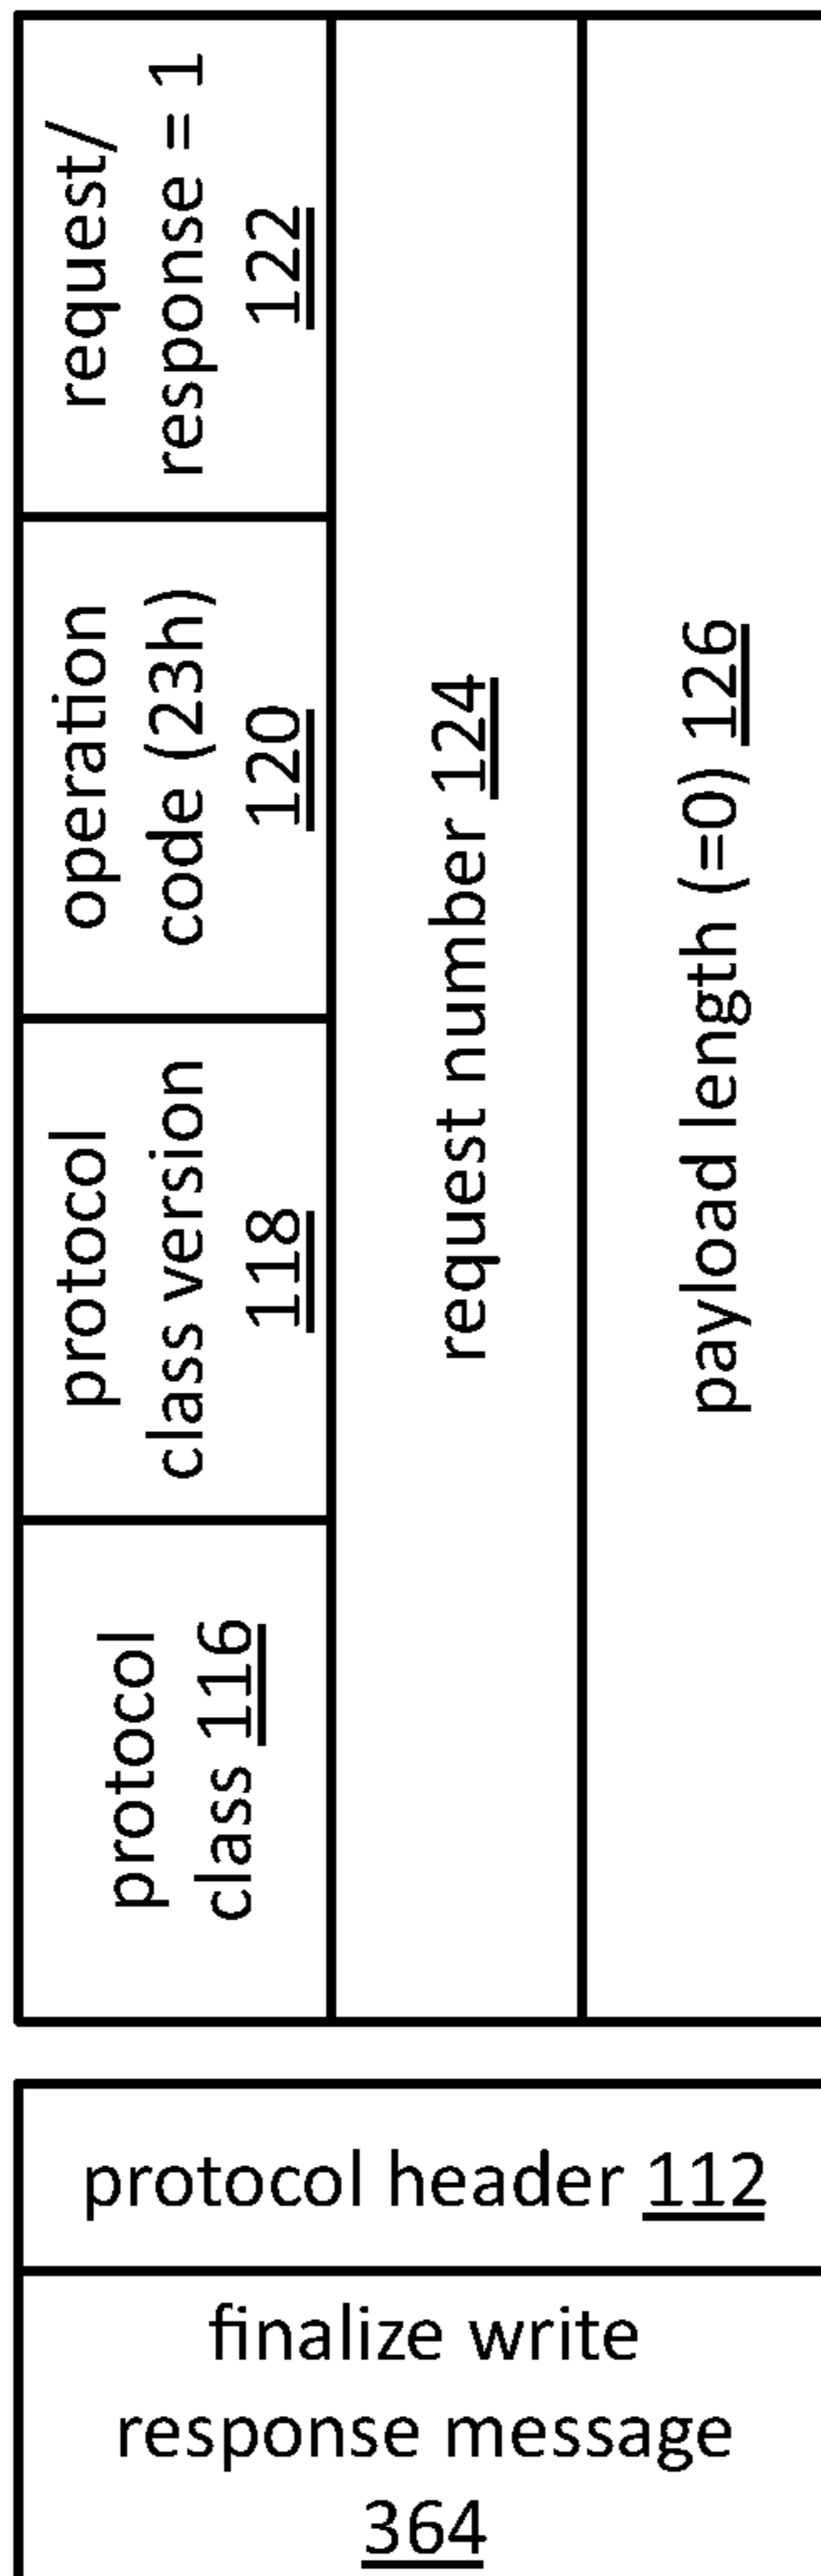 finalize write
response message
364
protocol header 112
protocol
class 116
protocol
class version
118
operation
code (23h)
120
request/
response = 1
122
request number 124
payload length (=0) 126